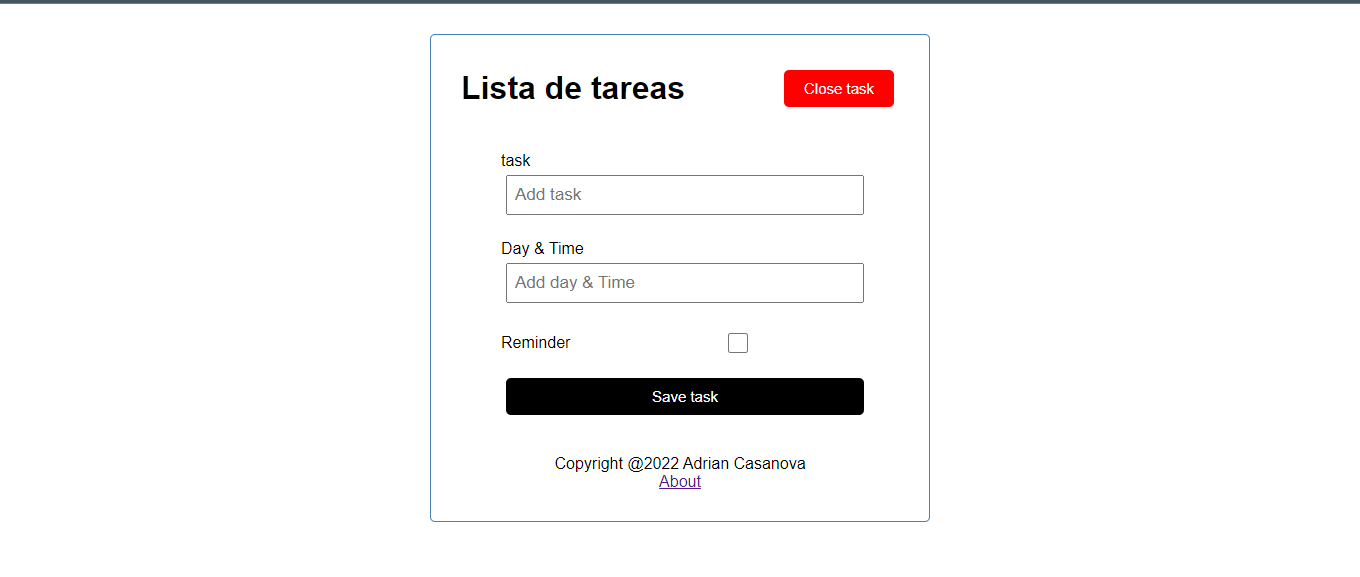 Lista de tareas
Close task
task
Add task
Day & Time
Add day & Time
Reminder
Save task
Copyright @2022 Adrian Casanova
About